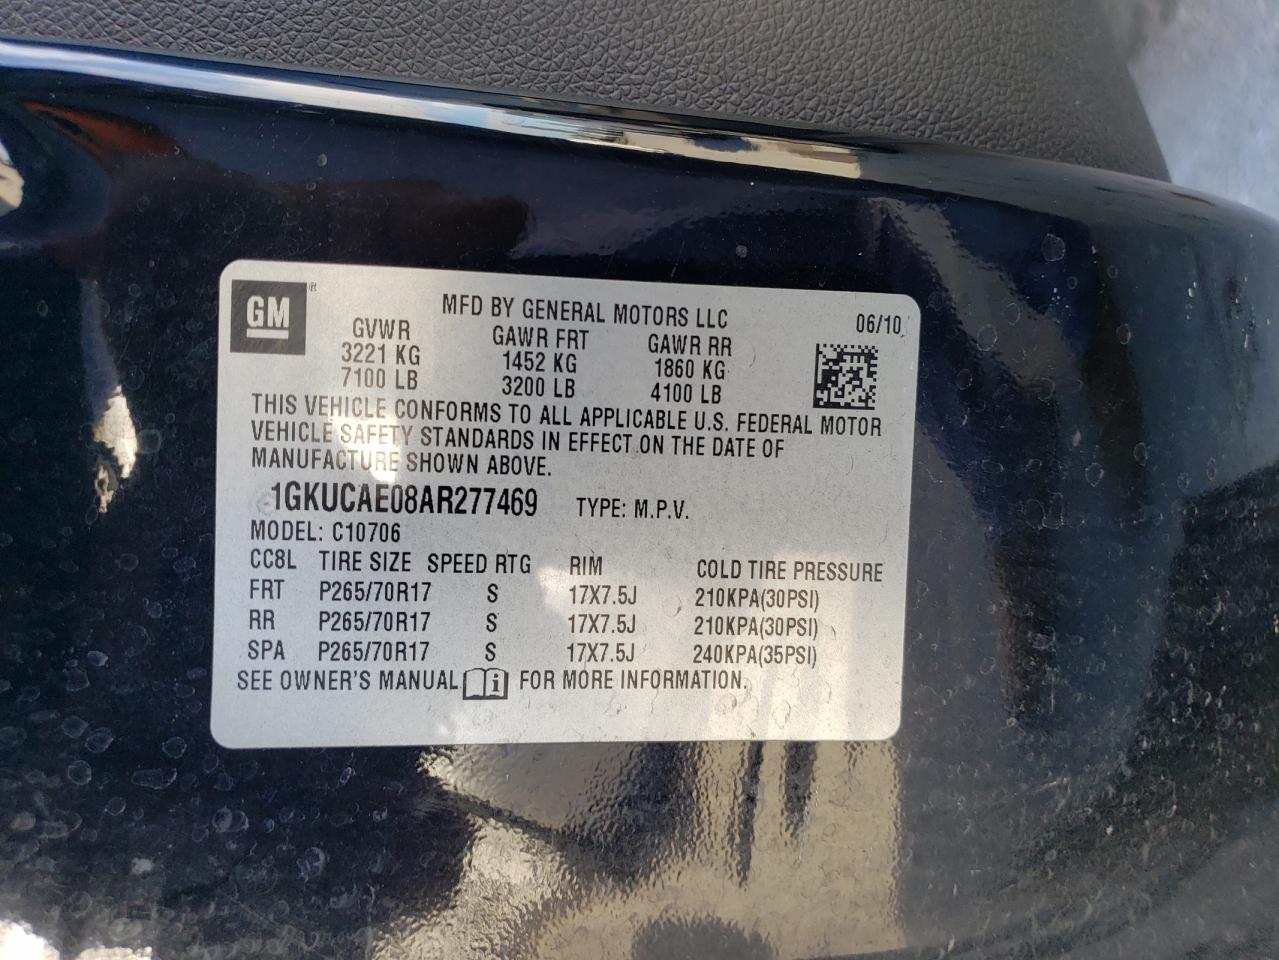 GM ®
MFD BY GENERAL MOTORS LLC 06/10
GVWR GAWR FRT GAWR RR
3221 KG 1452 KG 1860 KG
7100 LB 3200 LB 4100 LB
THIS VEHICLE CONFORMS TO ALL APPLICABLE U.S. FEDERAL MOTOR
VEHICLE SAFETY STANDARDS IN EFFECT ON THE DATE OF
MANUFACTURE SHOWN ABOVE.
1GKUCAE08AR277469 TYPE: M.P.V.
MODEL: C10706
CC8L TIRE SIZE SPEED RTG RIM COLD TIRE PRESSURE
FRT P265/70R17 S 17X7.5J 210KPA(30PSI)
RR P265/70R17 S 17X7.5J 210KPA(30PSI)
SPA P265/70R17 S 17X7.5J 240KPA(35PSI)
SEE OWNER'S MANUAL i FOR MORE INFORMATION.